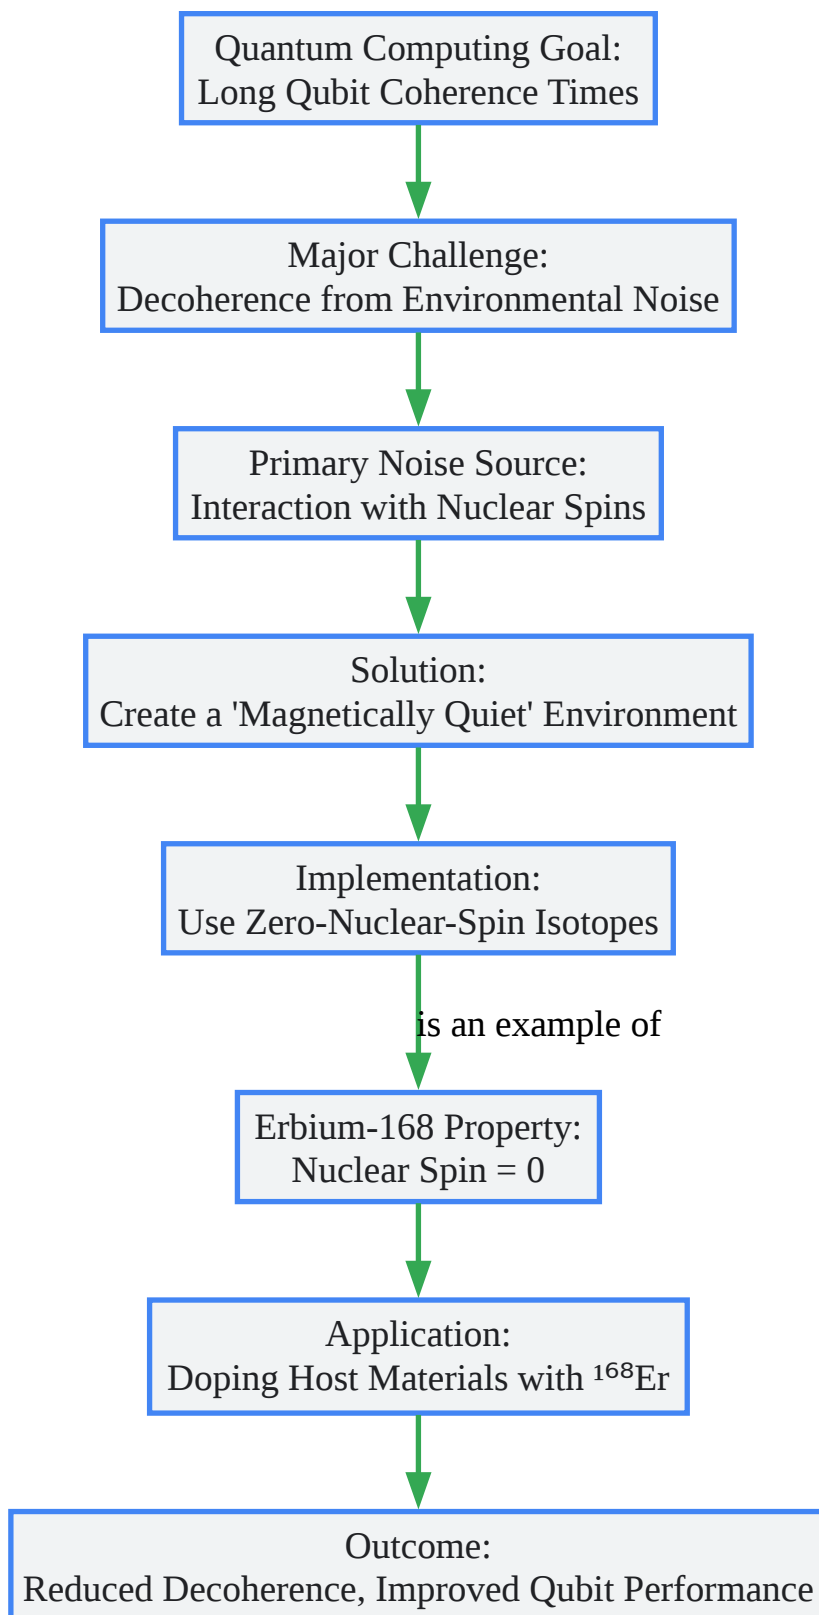 Quantum Computing Goal:
Long Qubit Coherence Times
Major Challenge:
Decoherence from Environmental Noise
Primary Noise Source:
Interaction with Nuclear Spins
Solution:
Create a 'Magnetically Quiet' Environment
Implementation:
Use Zero-Nuclear-Spin Isotopes
is an example of
Erbium-168 Property:
Nuclear Spin = 0
Application:
Doping Host Materials with ¹⁶⁸Er
Outcome:
Reduced Decoherence, Improved Qubit Performance